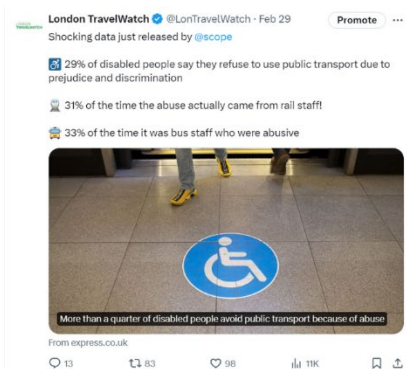 London TravelWatch @LonTravelWatch · Feb 29
Promote ...
Shocking data just released by @scope
29% of disabled people say they refuse to use public transport due to
prejudice and discrimination
31% of the time the abuse actually came from rail staff!
33% of the time it was bus staff who were abusive
More than a quarter of disabled people avoid public transport because of abuse
From express.co.uk
13 83 98 11K